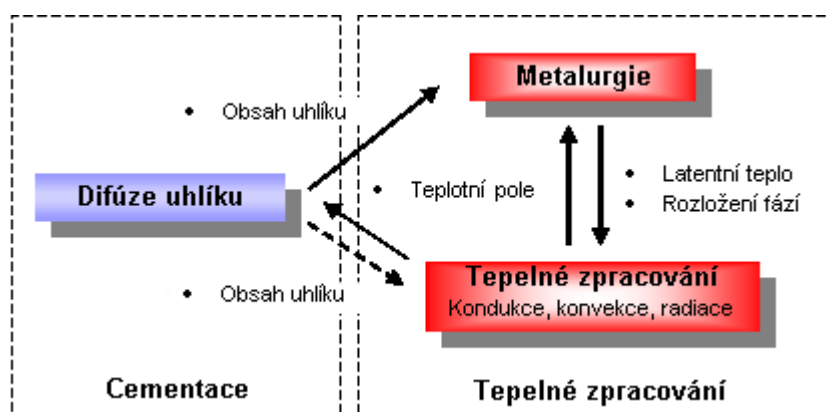 Metalurgie
• Obsah uhlíku
Difúze uhlíku
• Teplotní pole
• Latentní teplo
• Rozložení fází
• Obsah uhlíku
Tepelné zpracování
Kondukce, konvekce, radiace
Cementace
Tepelné zpracování